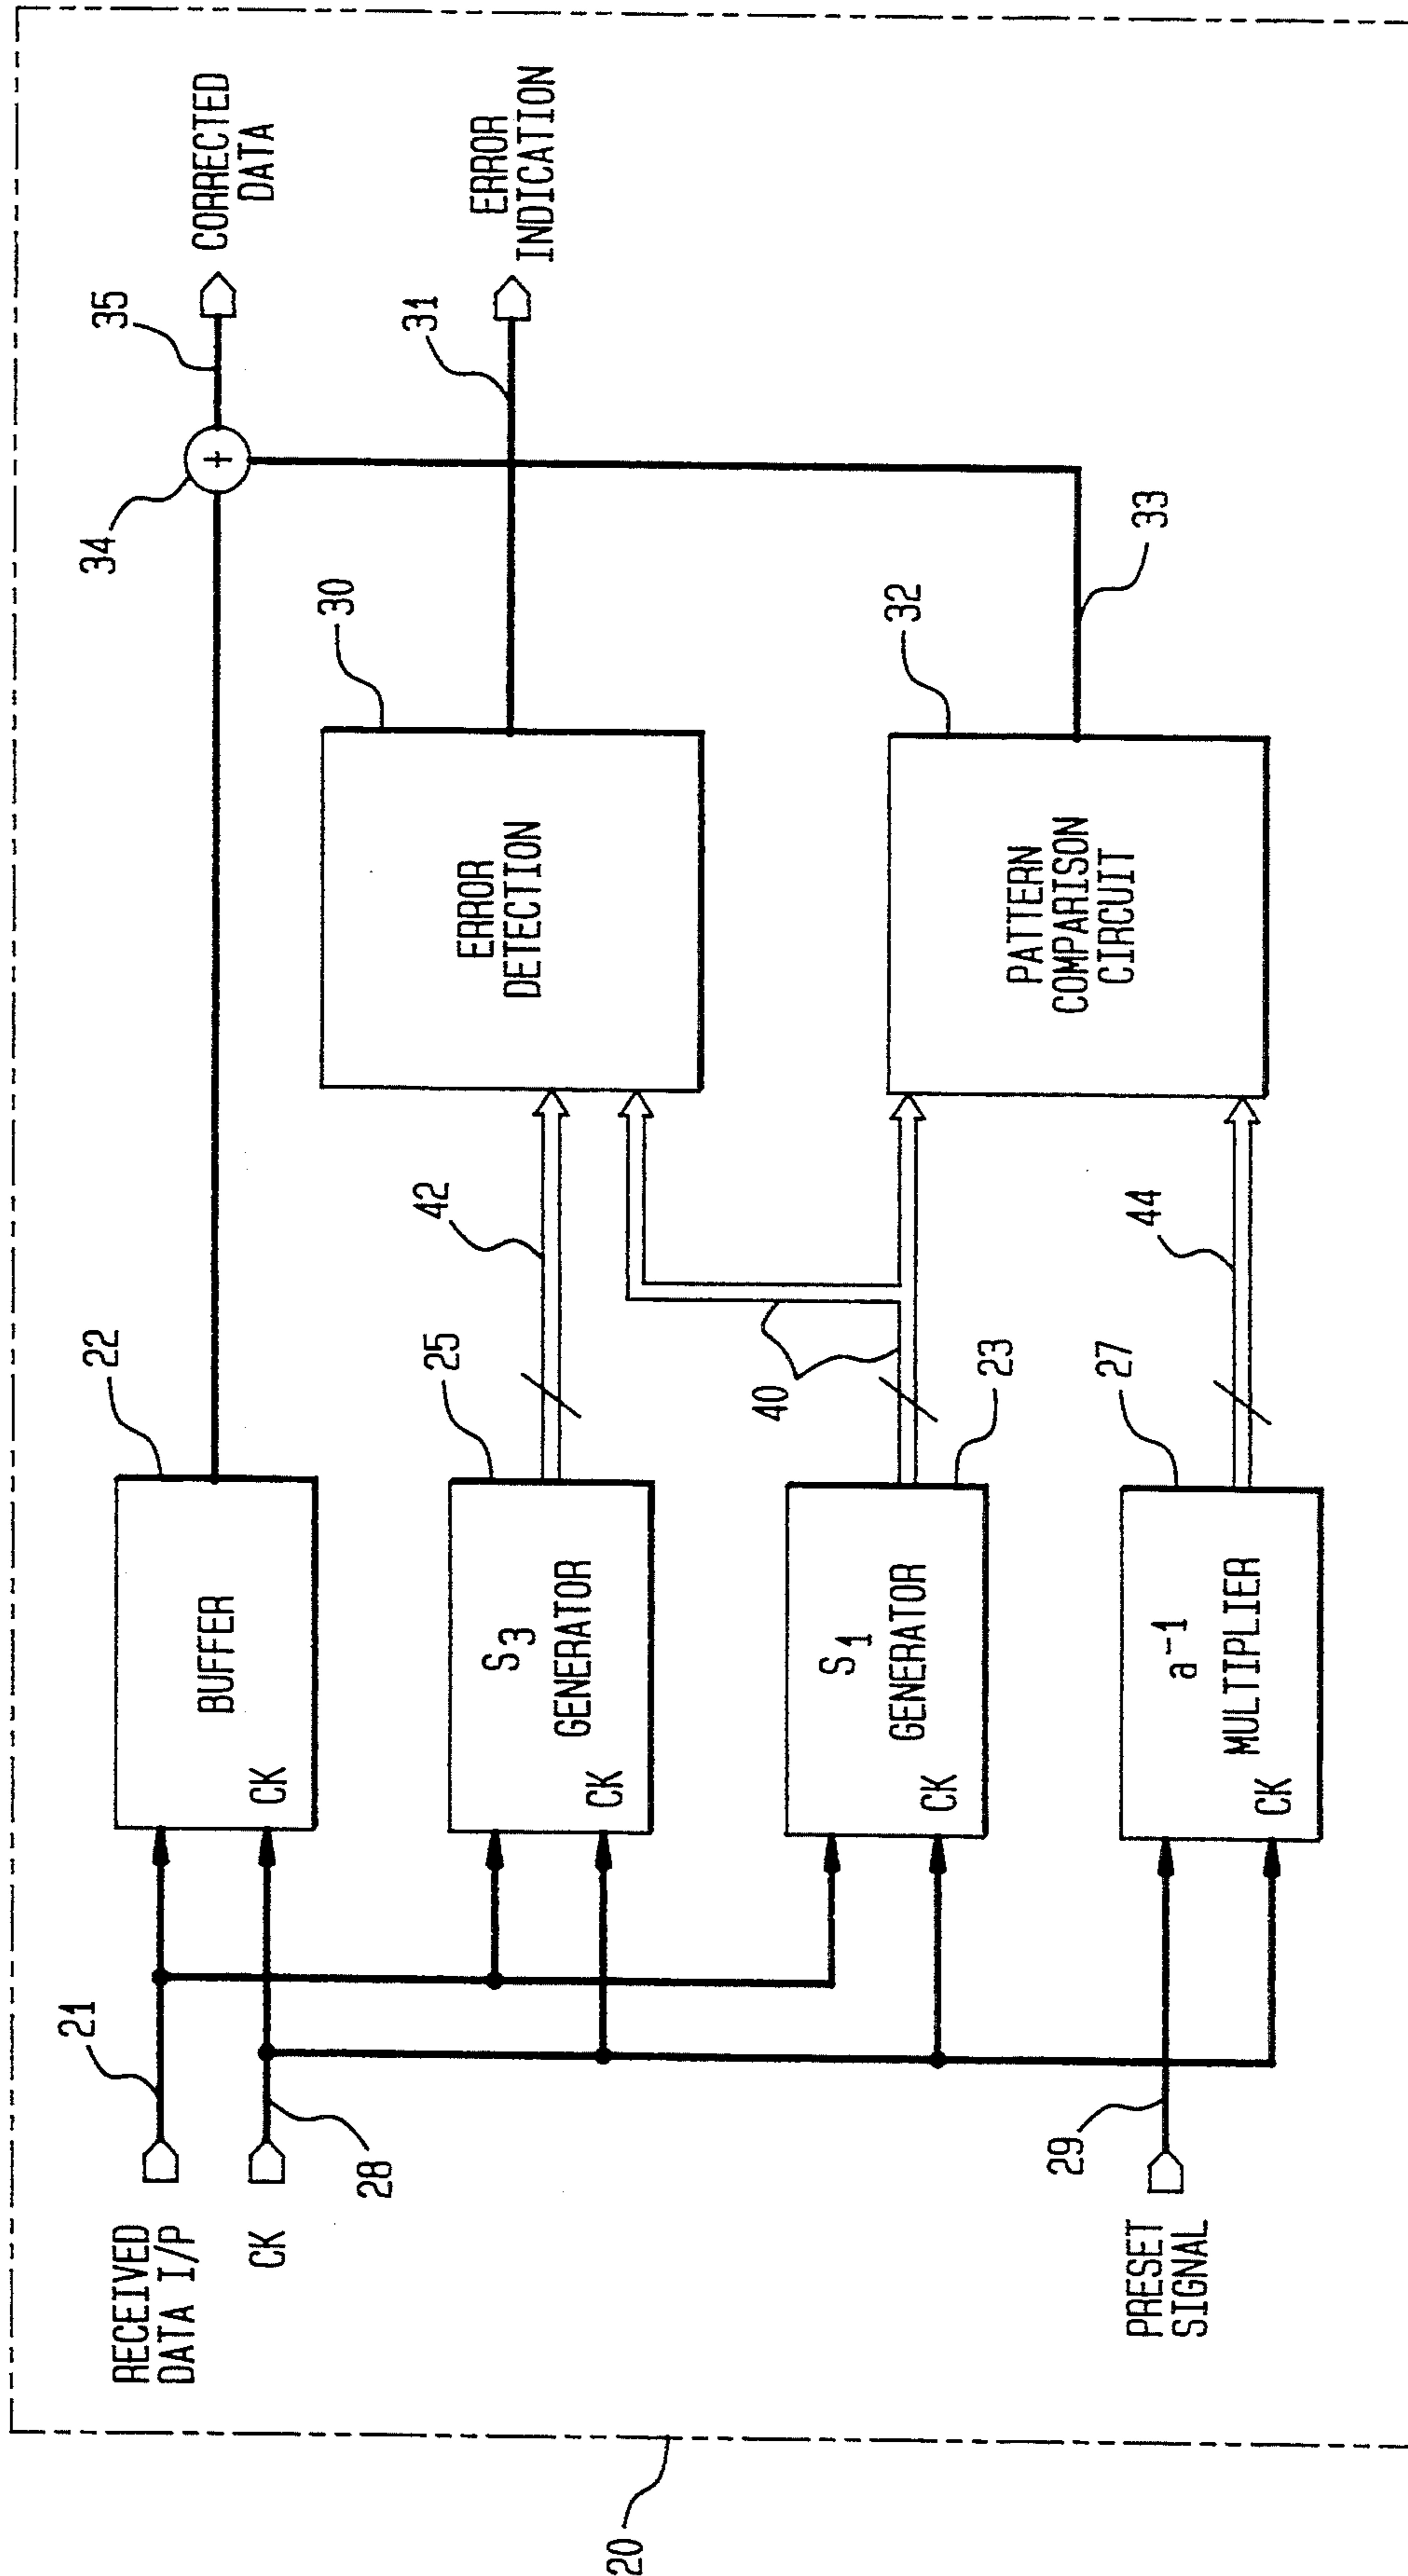 20
RECEIVED
DATA I/P
21
CK
28
PRESET
SIGNAL
29
22
BUFFER
CK
25
S3
GENERATOR
CK
23
S1
GENERATOR
CK
27
a-1
MULTIPLIER
CK
42
40
44
30
ERROR
DETECTION
32
PATTERN
COMPARISON
CIRCUIT
34
+
35
CORRECTED
DATA
31
ERROR
INDICATION
33